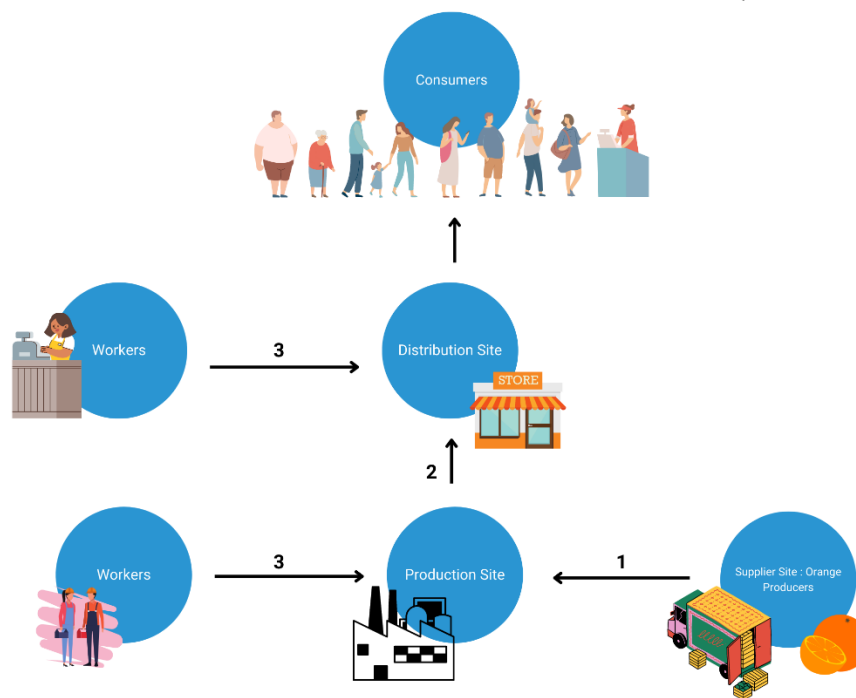 Consumers
Workers
3
Distribution Site
STORE
2
Workers
3
Production Site
1
Supplier Site : Orange
Producers